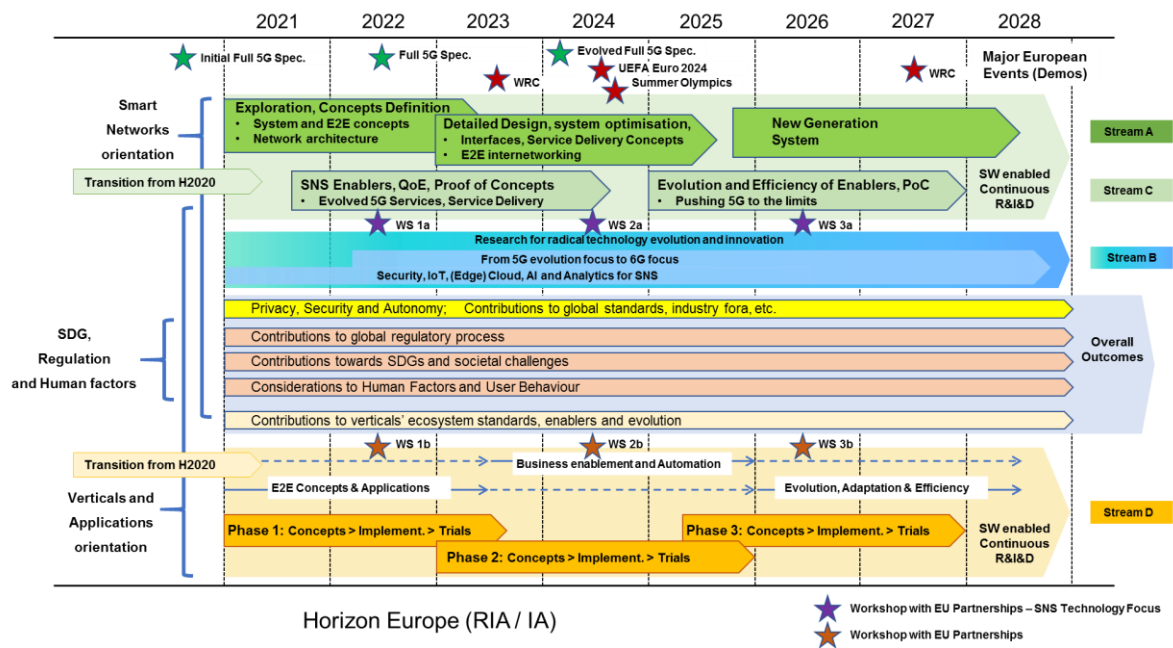 2021 2022 2023 2024 2025 2026 2027 2028
Initial Full 5G Spec.
Full 5G Spec.
Evolved Full 5G Spec.
WRC
UEFA Euro 2024
Summer Olympics
WRC
Major European
Events (Demos)
Smart
Networks
orientation
Exploration, Concepts Definition
• System and E2E concepts
• Network architecture
Detailed Design, system optimisation,
• Interfaces, Service Delivery Concepts
• E2E internetworking
New Generation
System
Stream A
Transition from H2020
SNS Enablers, QoE, Proof of Concepts
• Evolved 5G Services, Service Delivery
Evolution and Efficiency of Enablers, PoC
• Pushing 5G to the limits
SW enabled
Continuous
R&I&D
Stream C
WS 1a
WS 2a
WS 3a
Research for radical technology evolution and innovation
From 5G evolution focus to 6G focus
Security, IoT, (Edge) Cloud, AI and Analytics for SNS
Stream B
SDG,
Regulation
and Human factors
Privacy, Security and Autonomy; Contributions to global standards, industry fora, etc.
Contributions to global regulatory process
Contributions towards SDGs and societal challenges
Considerations to Human Factors and User Behaviour
Contributions to verticals' ecosystem standards, enablers and evolution
Overall
Outcomes
WS 1b
WS 2b
WS 3b
Transition from H2020
Business enablement and Automation
E2E Concepts & Applications
Evolution, Adaptation & Efficiency
Verticals and
Applications
orientation
Phase 1: Concepts > Implement. > Trials
Phase 2: Concepts > Implement. > Trials
Phase 3: Concepts > Implement. > Trials
SW enabled
Continuous
R&I&D
Stream D
Horizon Europe (RIA / IA)
Workshop with EU Partnerships – SNS Technology Focus
Workshop with EU Partnerships